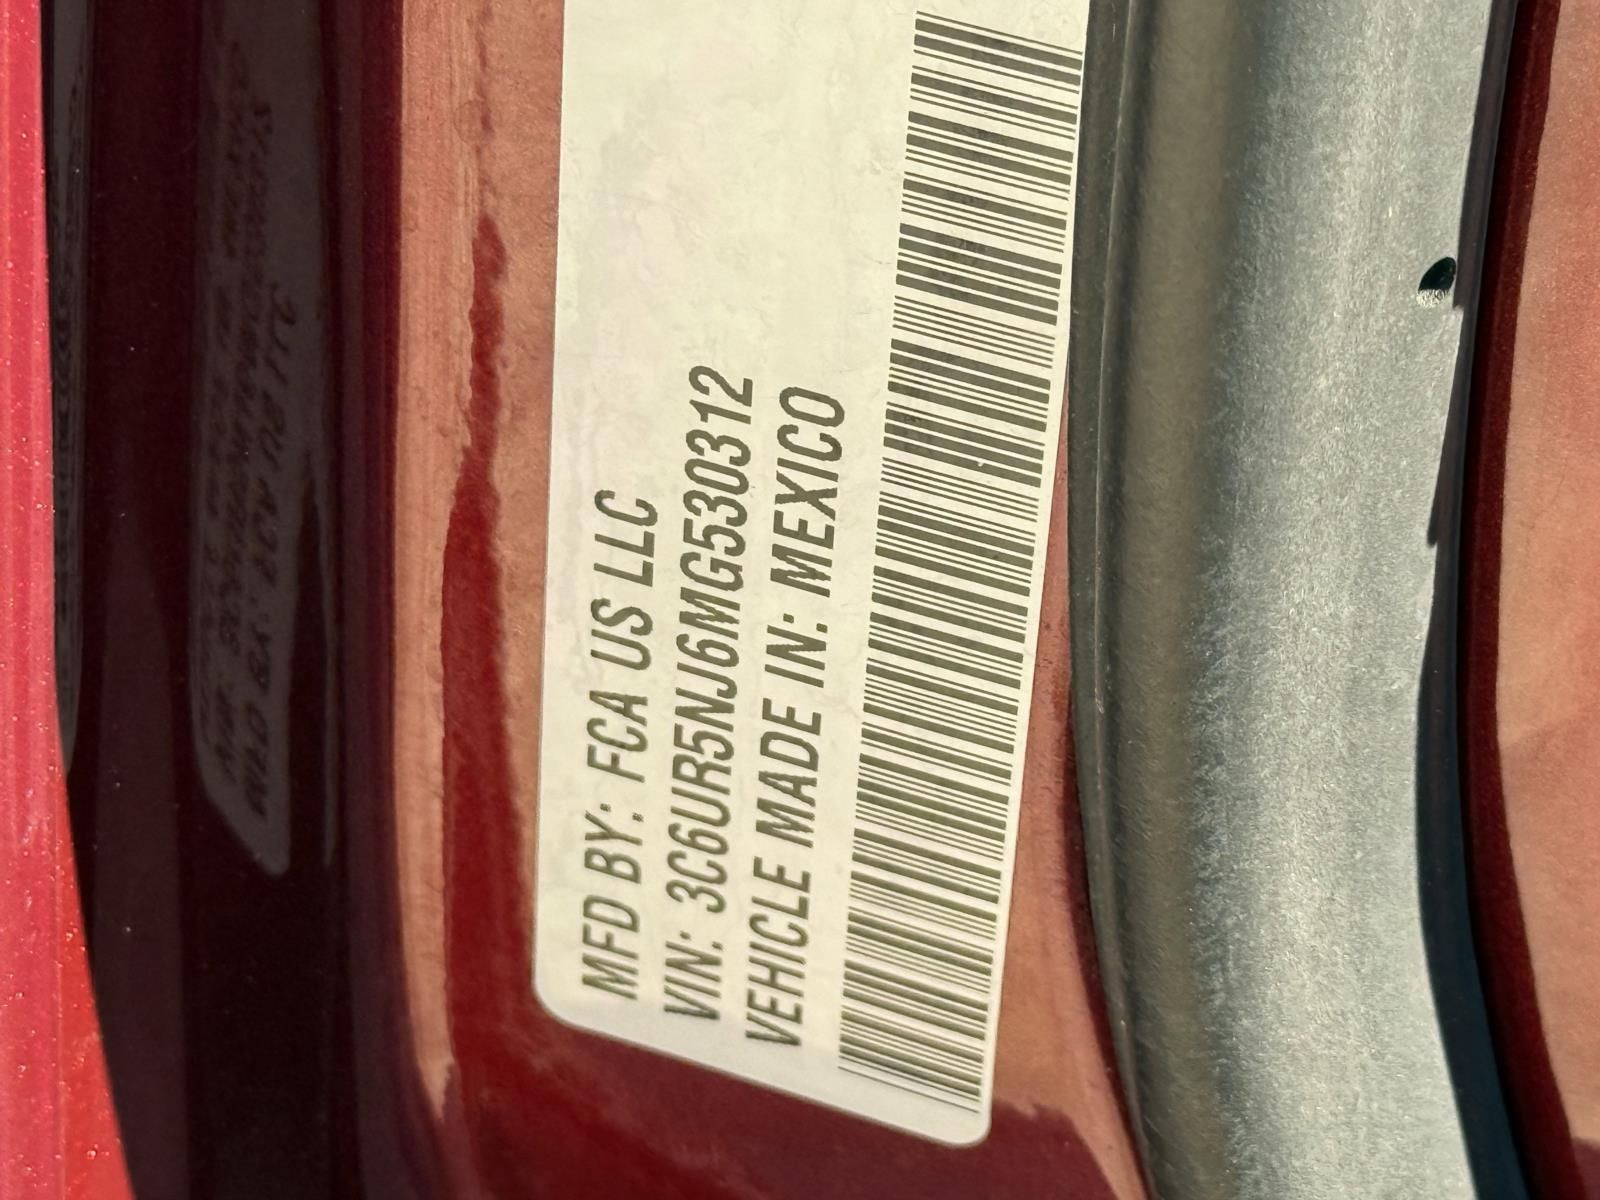 MFD BY: FCA US LLC
VIN: 3C6UR5NJ6MG530312
VEHICLE MADE IN: MEXICO